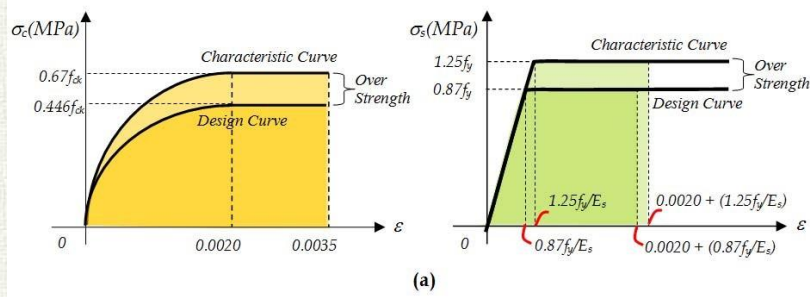 σc(MPa)
Characteristic Curve
0.67fck
Over
Strength
0.446fck
Design Curve
ε
0
0.0020
0.0035
σs(MPa)
Characteristic Curve
1.25fy
Over
Strength
0.87fy
Design Curve
1.25fy/Es
0.0020 + (1.25fy/Es)
ε
0
0.87fy/Es
0.0020 + (0.87fy/Es)
(a)